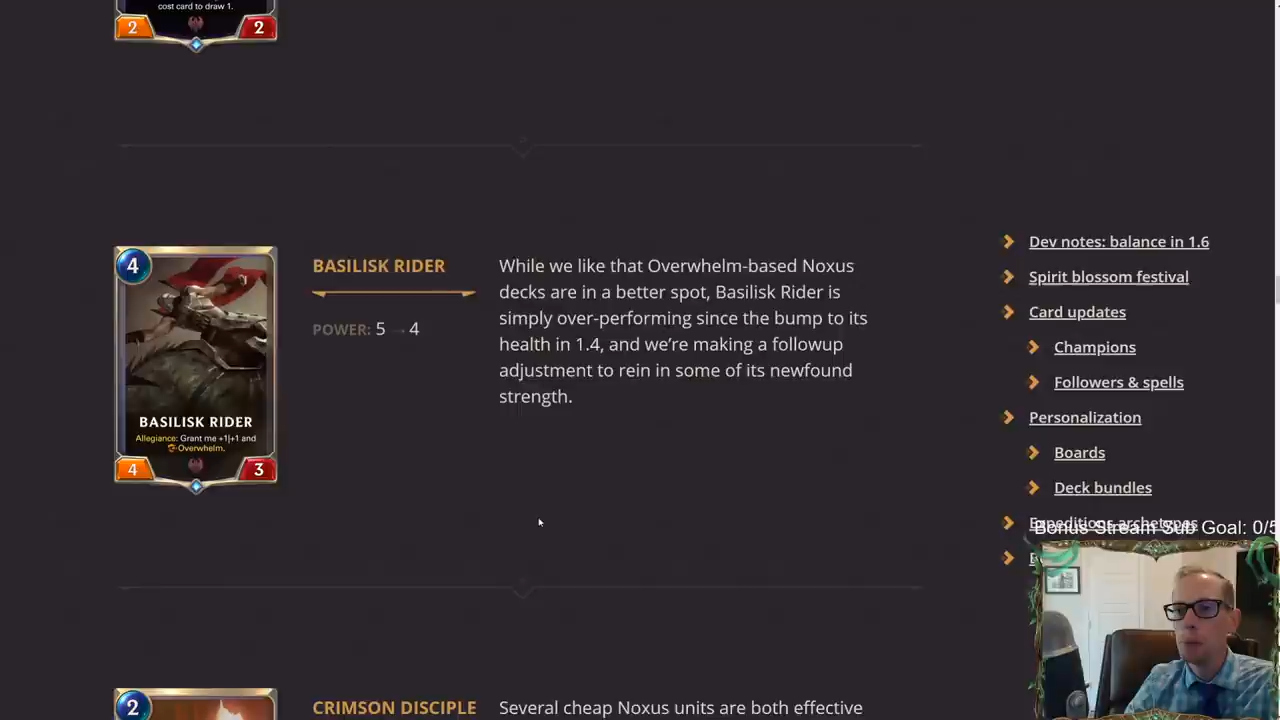 cost card to draw 1.
2
2
4
BASILISK RIDER
Allegiance: Grant me +1|+1 and
Overwhelm.
4
3
BASILISK RIDER
POWER: 5 → 4
While we like that Overwhelm-based Noxus
decks are in a better spot, Basilisk Rider is
simply over-performing since the bump to its
health in 1.4, and we’re making a followup
adjustment to rein in some of its newfound
strength.
2
CRIMSON DISCIPLE
Several cheap Noxus units are both effective
Dev notes: balance in 1.6
Spirit blossom festival
Card updates
Champions
Followers & spells
Personalization
Boards
Deck bundles
Expeditions archetypes
Bonus Stream Sub Goal: 0/5